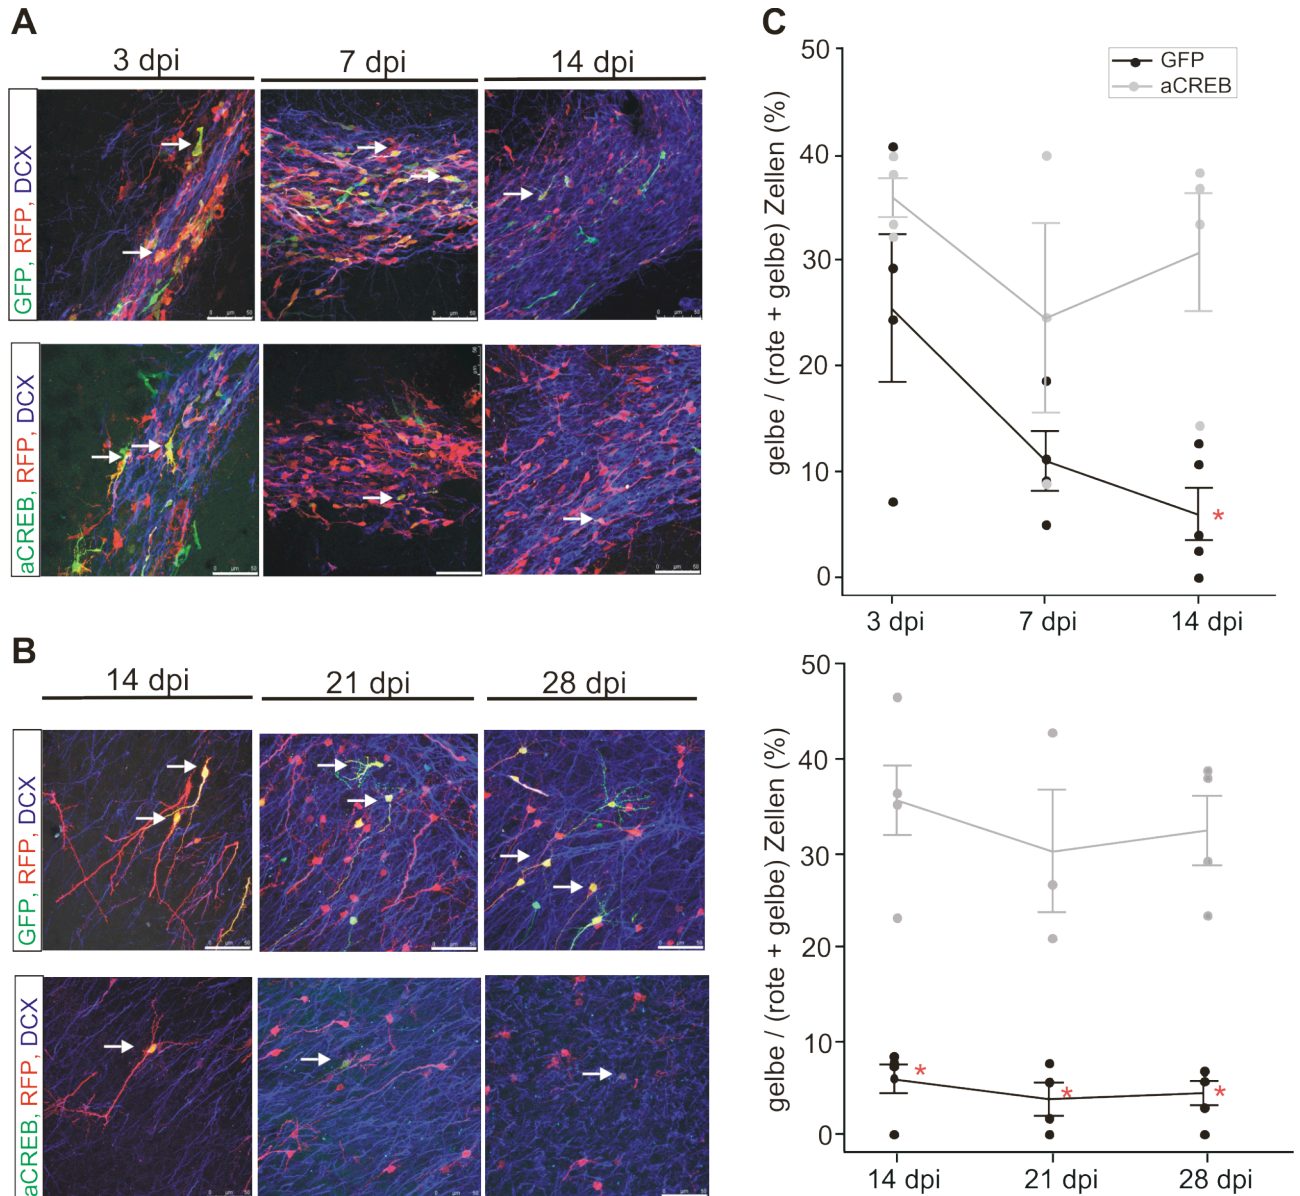 A
3 dpi
7 dpi
14 dpi
GFP, RFP, DCX
aCREB, RFP, DCX
0 µm 50
B
14 dpi
21 dpi
28 dpi
GFP, RFP, DCX
aCREB, RFP, DCX
C
GFP
aCREB
gelbe / (rote + gelbe) Zellen (%)
50
40
30
20
10
0
*
3 dpi
7 dpi
14 dpi
gelbe / (rote + gelbe) Zellen (%)
50
40
30
20
10
0
*
*
*
14 dpi
21 dpi
28 dpi